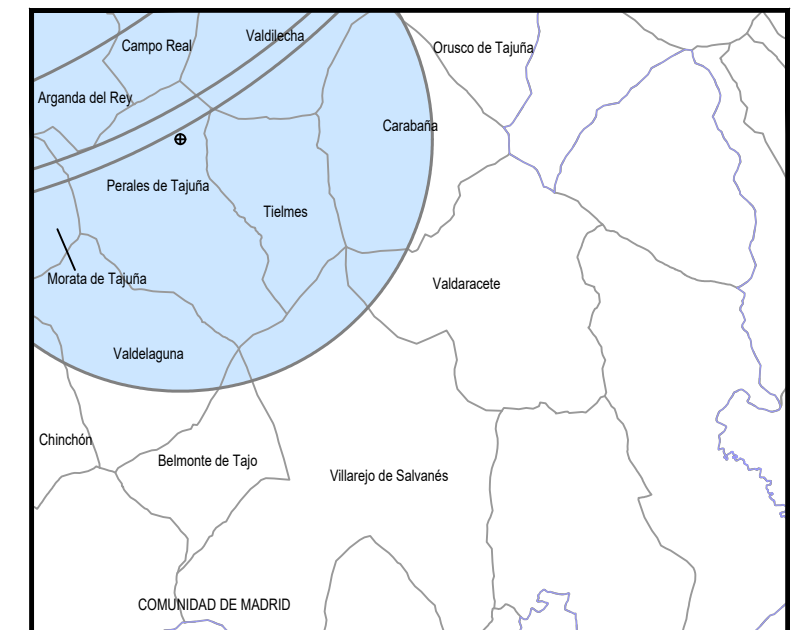 Valdilecha
Campo Real
Orusco de Tajuña
Arganda del Rey
Carabaña
Perales de Tajuña
Tielmes
Morata de Tajuña
Valdaracete
Valdelaguna
Chinchón
Belmonte de Tajo
Villarejo de Salvanés
COMUNIDAD DE MADRID